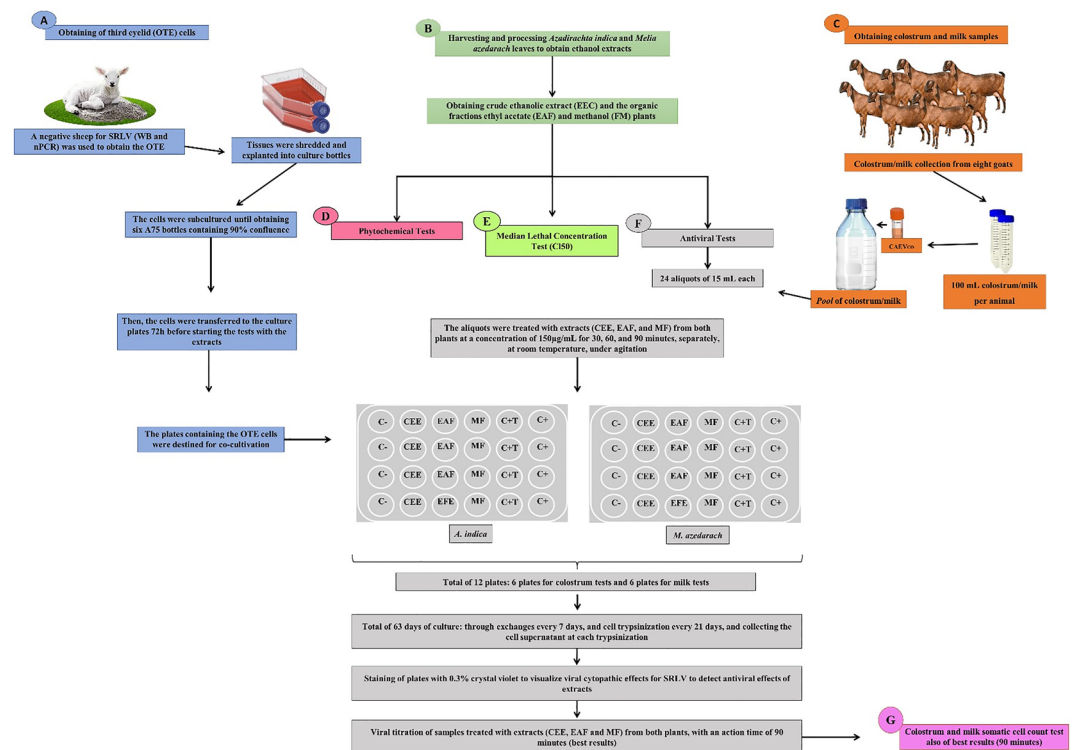 A
Obtaining of third eyelid (OTE) cells
A negative sheep for SRLV (WB and
nPCR) was used to obtain the OTE
Tissues were shredded and
explanted into culture bottles
The cells were subcultured until obtaining
six A75 bottles containing 90% confluence
Then, the cells were transferred to the culture
plates 72h before starting the tests with the
extracts
The plates containing the OTE cells
were destined for co-cultivation
B
Harvesting and processing Azadirachta indica and Melia
azedarach leaves to obtain ethanol extracts
Obtaining crude ethanolic extract (EEC) and the organic
fractions ethyl acetate (EAF) and methanol (FM) plants
D
Phytochemical Tests
E
Median Lethal Concentration
Test (Cl50)
F
Antiviral Tests
24 aliquots of 15 mL each
C
Obtaining colostrum and milk samples
Colostrum/milk collection from eight goats
CAEVco
100 mL colostrum/milk
per animal
Pool of colostrum/milk
The aliquots were treated with extracts (CEE, EAF, and MF) from both
plants at a concentration of 150µg/mL for 30, 60, and 90 minutes, separately,
at room temperature, under agitation
C- CEE EAF MF C+T C+
C- CEE EAF MF C+T C+
C- CEE EAF MF C+T C+
C- CEE EFE MF C+T C+
A. indica
C- CEE EAF MF C+T C+
C- CEE EAF MF C+T C+
C- CEE EAF MF C+T C+
C- CEE EFE MF C+T C+
M. azedarach
Total of 12 plates: 6 plates for colostrum tests and 6 plates for milk tests
Total of 63 days of culture: through exchanges every 7 days, and cell trypsinization every 21 days, and collecting the
cell supernatant at each trypsinization
Staining of plates with 0.3% crystal violet to visualize viral cytopathic effects for SRLV to detect antiviral effects of
extracts
Viral titration of samples treated with extracts (CEE, EAF and MF) from both plants, with an action time of 90
minutes (best results)
G
Colostrum and milk somatic cell count test
also of best results (90 minutes)